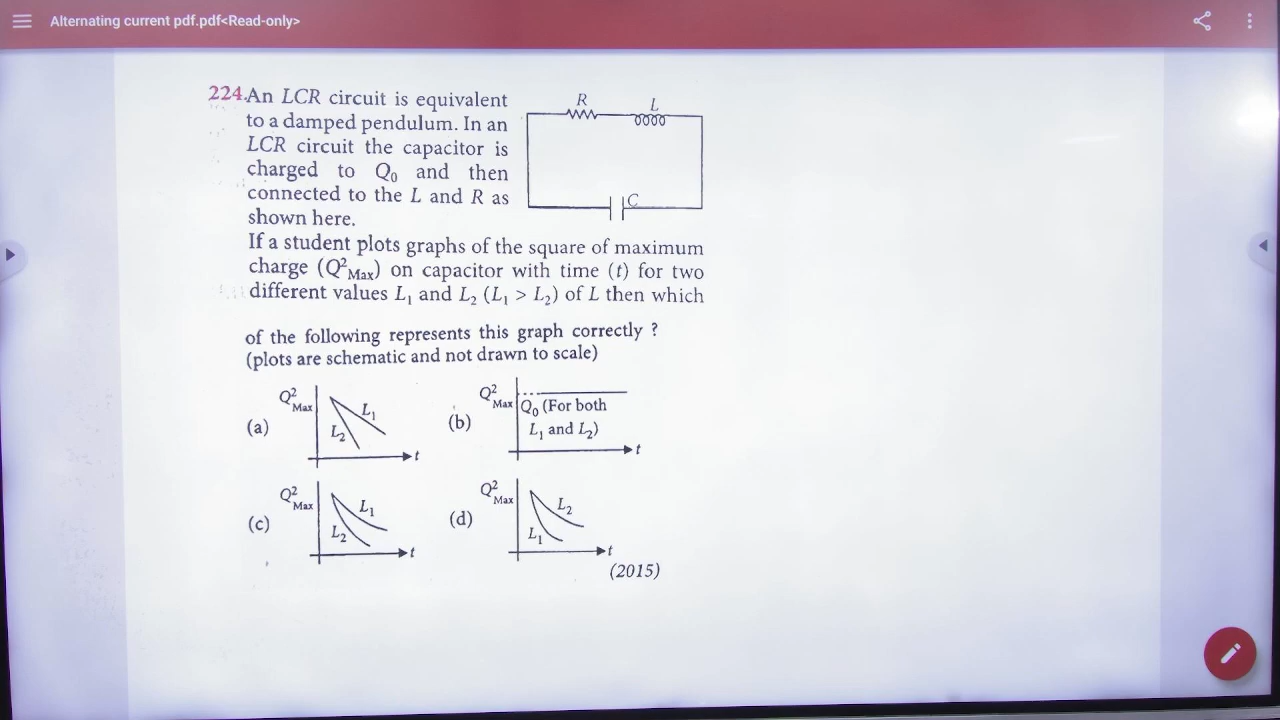 Alternating current pdf.pdf<Read-only>
224.An LCR circuit is equivalent
to a damped pendulum. In an
LCR circuit the capacitor is
charged to Q₀ and then
connected to the L and R as
shown here.
R
L
C
If a student plots graphs of the square of maximum
charge (Q²Max) on capacitor with time (t) for two
different values L₁ and L₂ (L₁ > L₂) of L then which
of the following represents this graph correctly ?
(plots are schematic and not drawn to scale)
(a) Q²Max L₁ L₂ t
(b) Q²Max Q₀ (For both
L₁ and L₂) t
(c) Q²Max L₁ L₂ t
(d) Q²Max L₂ L₁ t
(2015)